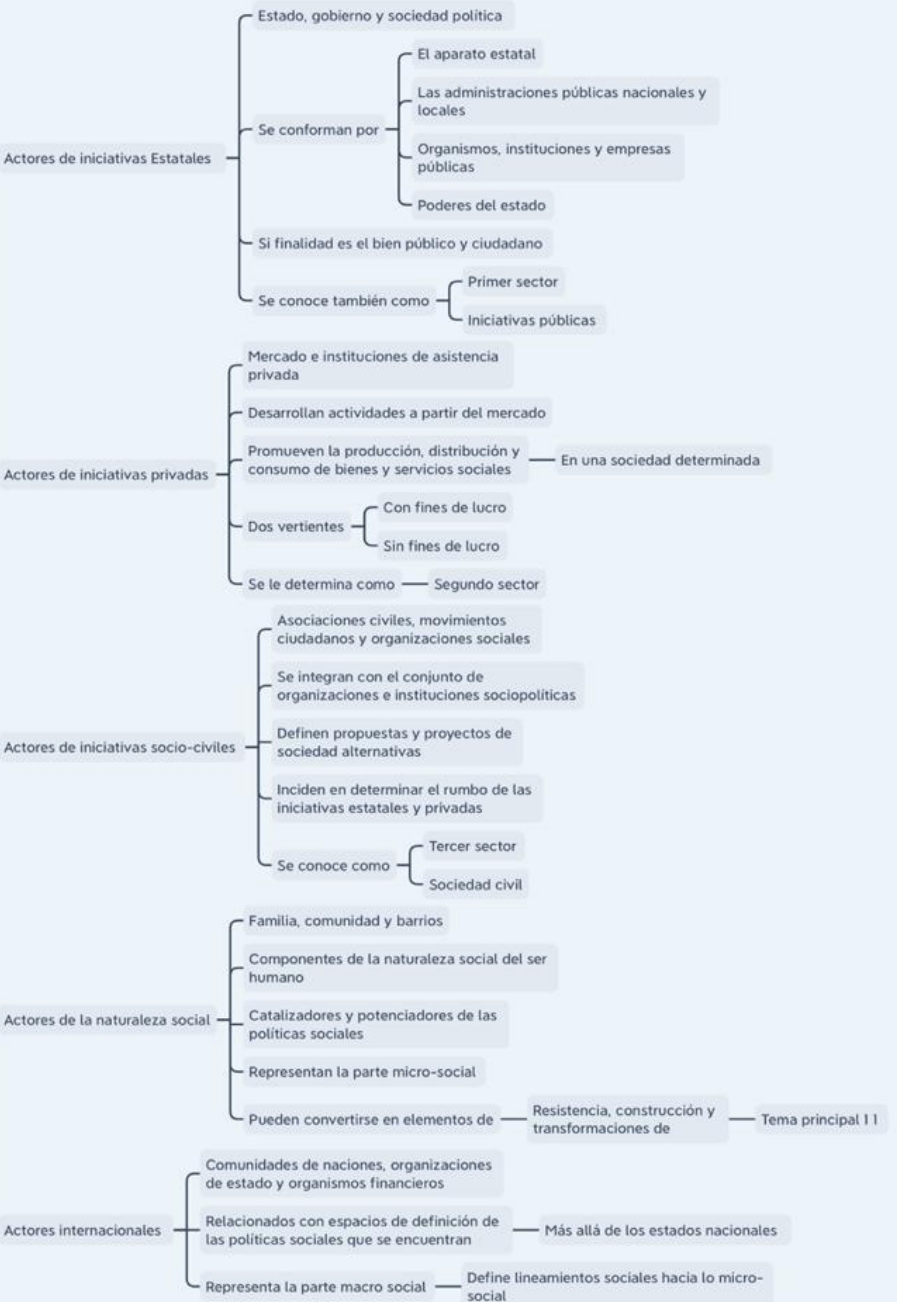 Estado, gobierno y sociedad política
El aparato estatal
Las administraciones públicas nacionales y
locales
Se conforman por
Organismos, instituciones y empresas
públicas
Actores de iniciativas Estatales
Poderes del estado
Si finalidad es el bien público y ciudadano
Primer sector
Se conoce también como
Iniciativas públicas
Mercado e instituciones de asistencia
privada
Desarrollan actividades a partir del mercado
Promueven la producción, distribución y
consumo de bienes y servicios sociales
En una sociedad determinada
Actores de iniciativas privadas
Con fines de lucro
Dos vertientes
Sin fines de lucro
Se le determina como
Segundo sector
Asociaciones civiles, movimientos
ciudadanos y organizaciones sociales
Se integran con el conjunto de
organizaciones e instituciones sociopolíticas
Actores de iniciativas socio-civiles
Definen propuestas y proyectos de
sociedad alternativas
Inciden en determinar el rumbo de las
iniciativas estatales y privadas
Tercer sector
Se conoce como
Sociedad civil
Familia, comunidad y barrios
Componentes de la naturaleza social del ser
humano
Actores de la naturaleza social
Catalizadores y potenciadores de las
políticas sociales
Representan la parte micro-social
Pueden convertirse en elementos de
Resistencia, construcción y
transformaciones de
Tema principal 11
Comunidades de naciones, organizaciones
de estado y organismos financieros
Actores internacionales
Relacionados con espacios de definición de
las políticas sociales que se encuentran
Más allá de los estados nacionales
Representa la parte macro social
Define lineamientos sociales hacia lo micro-
social